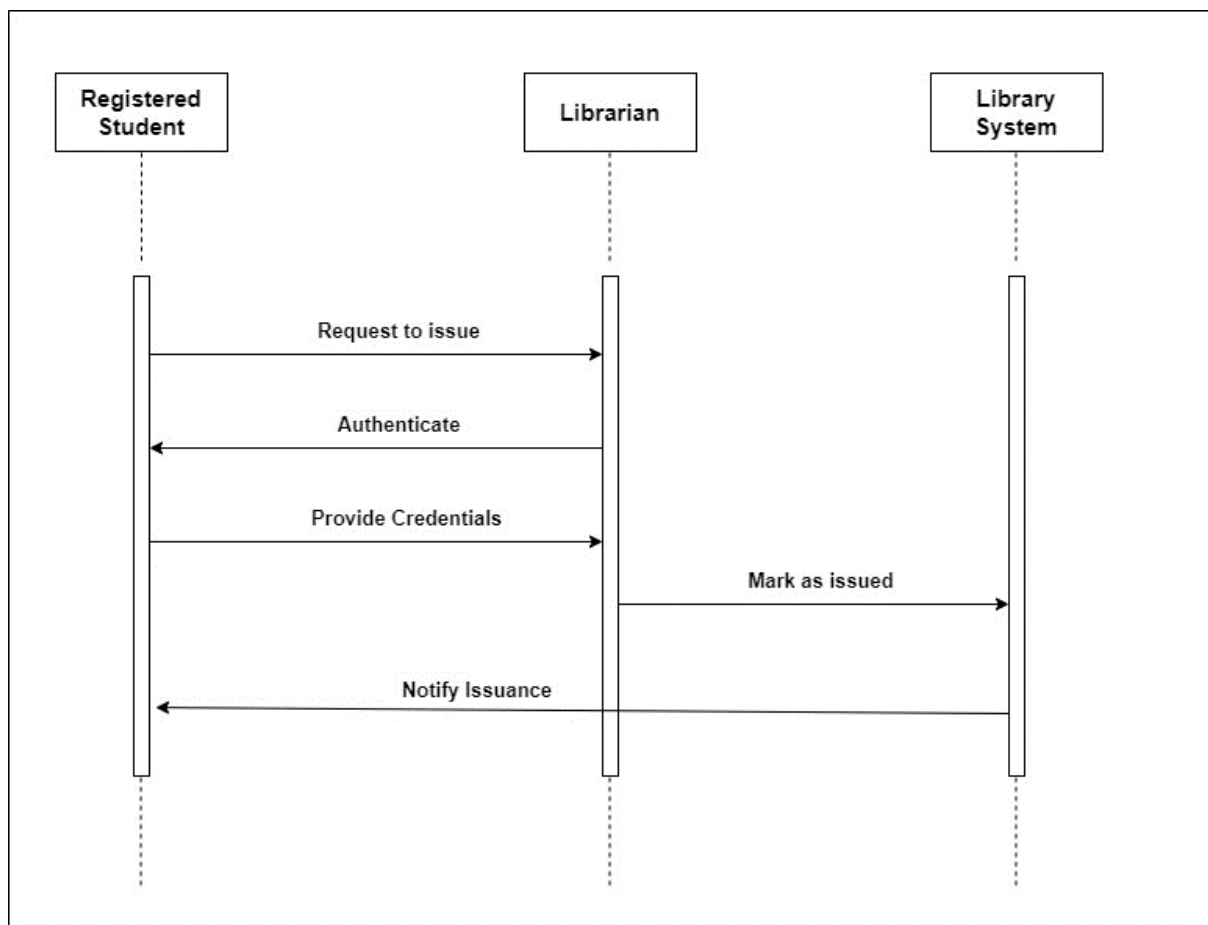 Registered
Student
Librarian
Library
System
Request to issue
Authenticate
Provide Credentials
Mark as issued
Notify Issuance